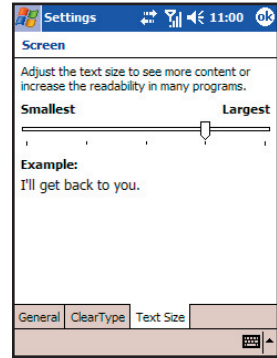 Settings 11:00 ok
Screen
Adjust the text size to see more content or
increase the readability in many programs.
Smallest Largest
Example:
I'll get back to you.
General ClearType Text Size